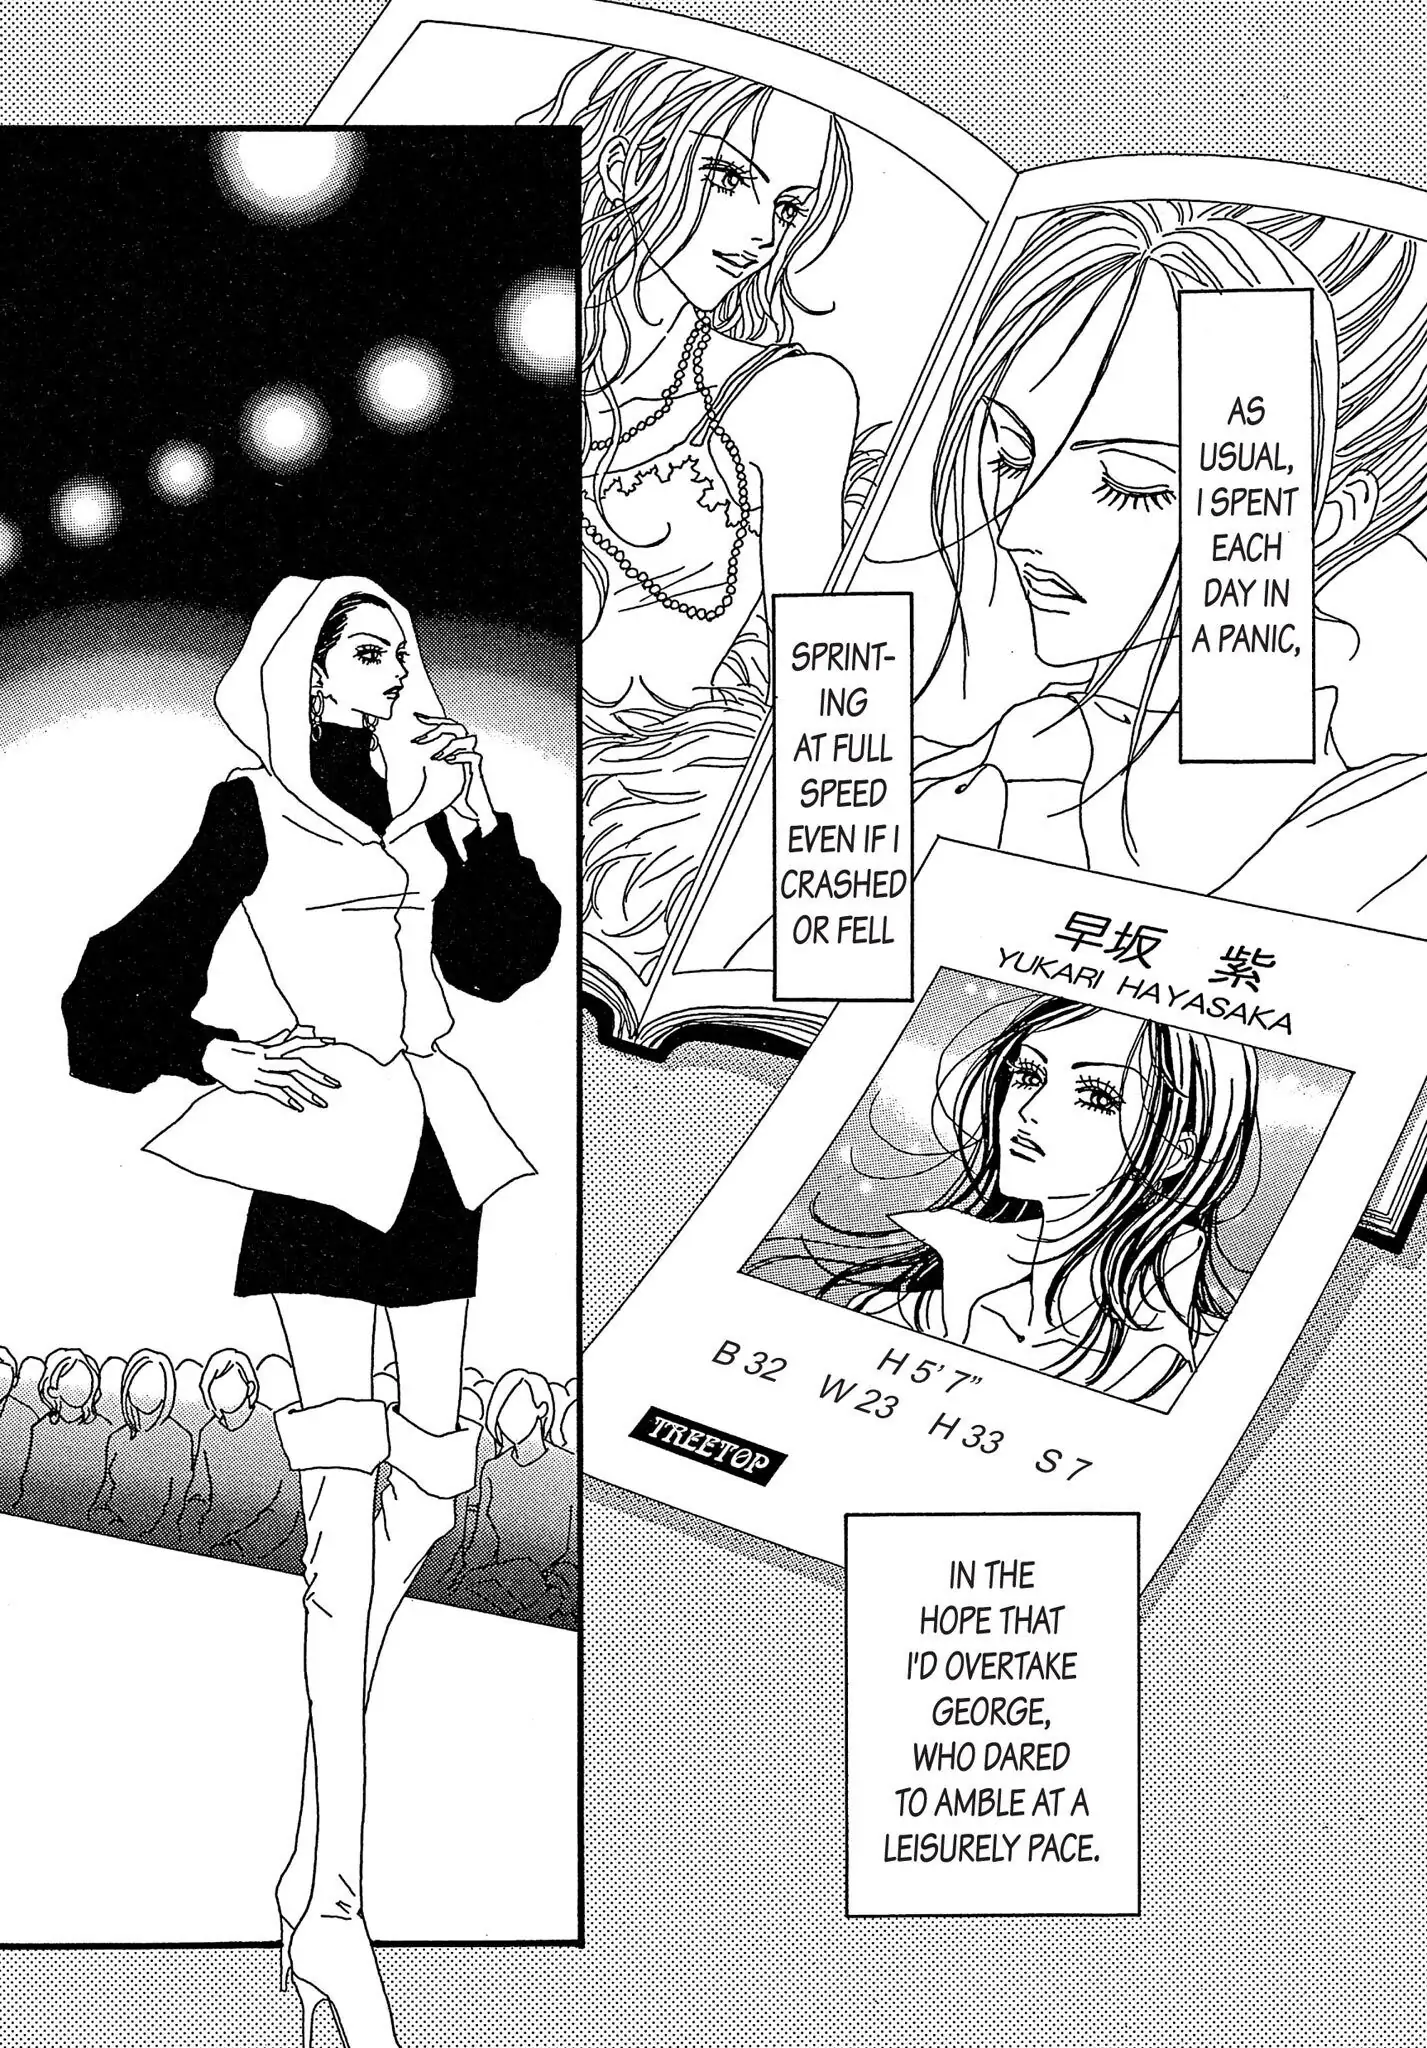 AS
USUAL,
I SPENT
EACH
DAY IN
A PANIC,
SPRINT-
ING
AT FULL
SPEED
EVEN IF I
CRASHED
OR FELL
早坂 紫
YUKARI HAYASAKA
H 5' 7"
B 32 W 23 H 33 S 7
TREETOP
IN THE
HOPE THAT
I'D OVERTAKE
GEORGE,
WHO DARED
TO AMBLE AT A
LEISURELY PACE.